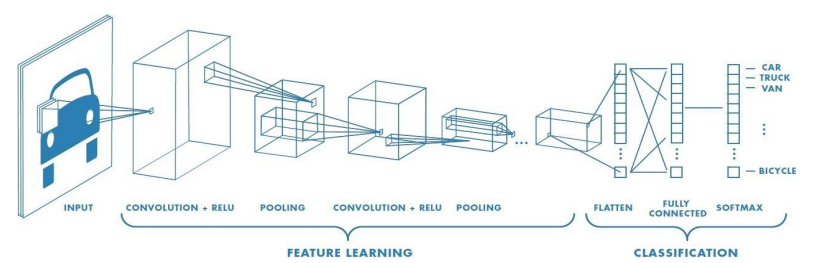 CAR
TRUCK
VAN
BICYCLE
INPUT
CONVOLUTION + RELU
POOLING
CONVOLUTION + RELU
POOLING
FLATTEN
FULLY
CONNECTED
SOFTMAX
FEATURE LEARNING
CLASSIFICATION